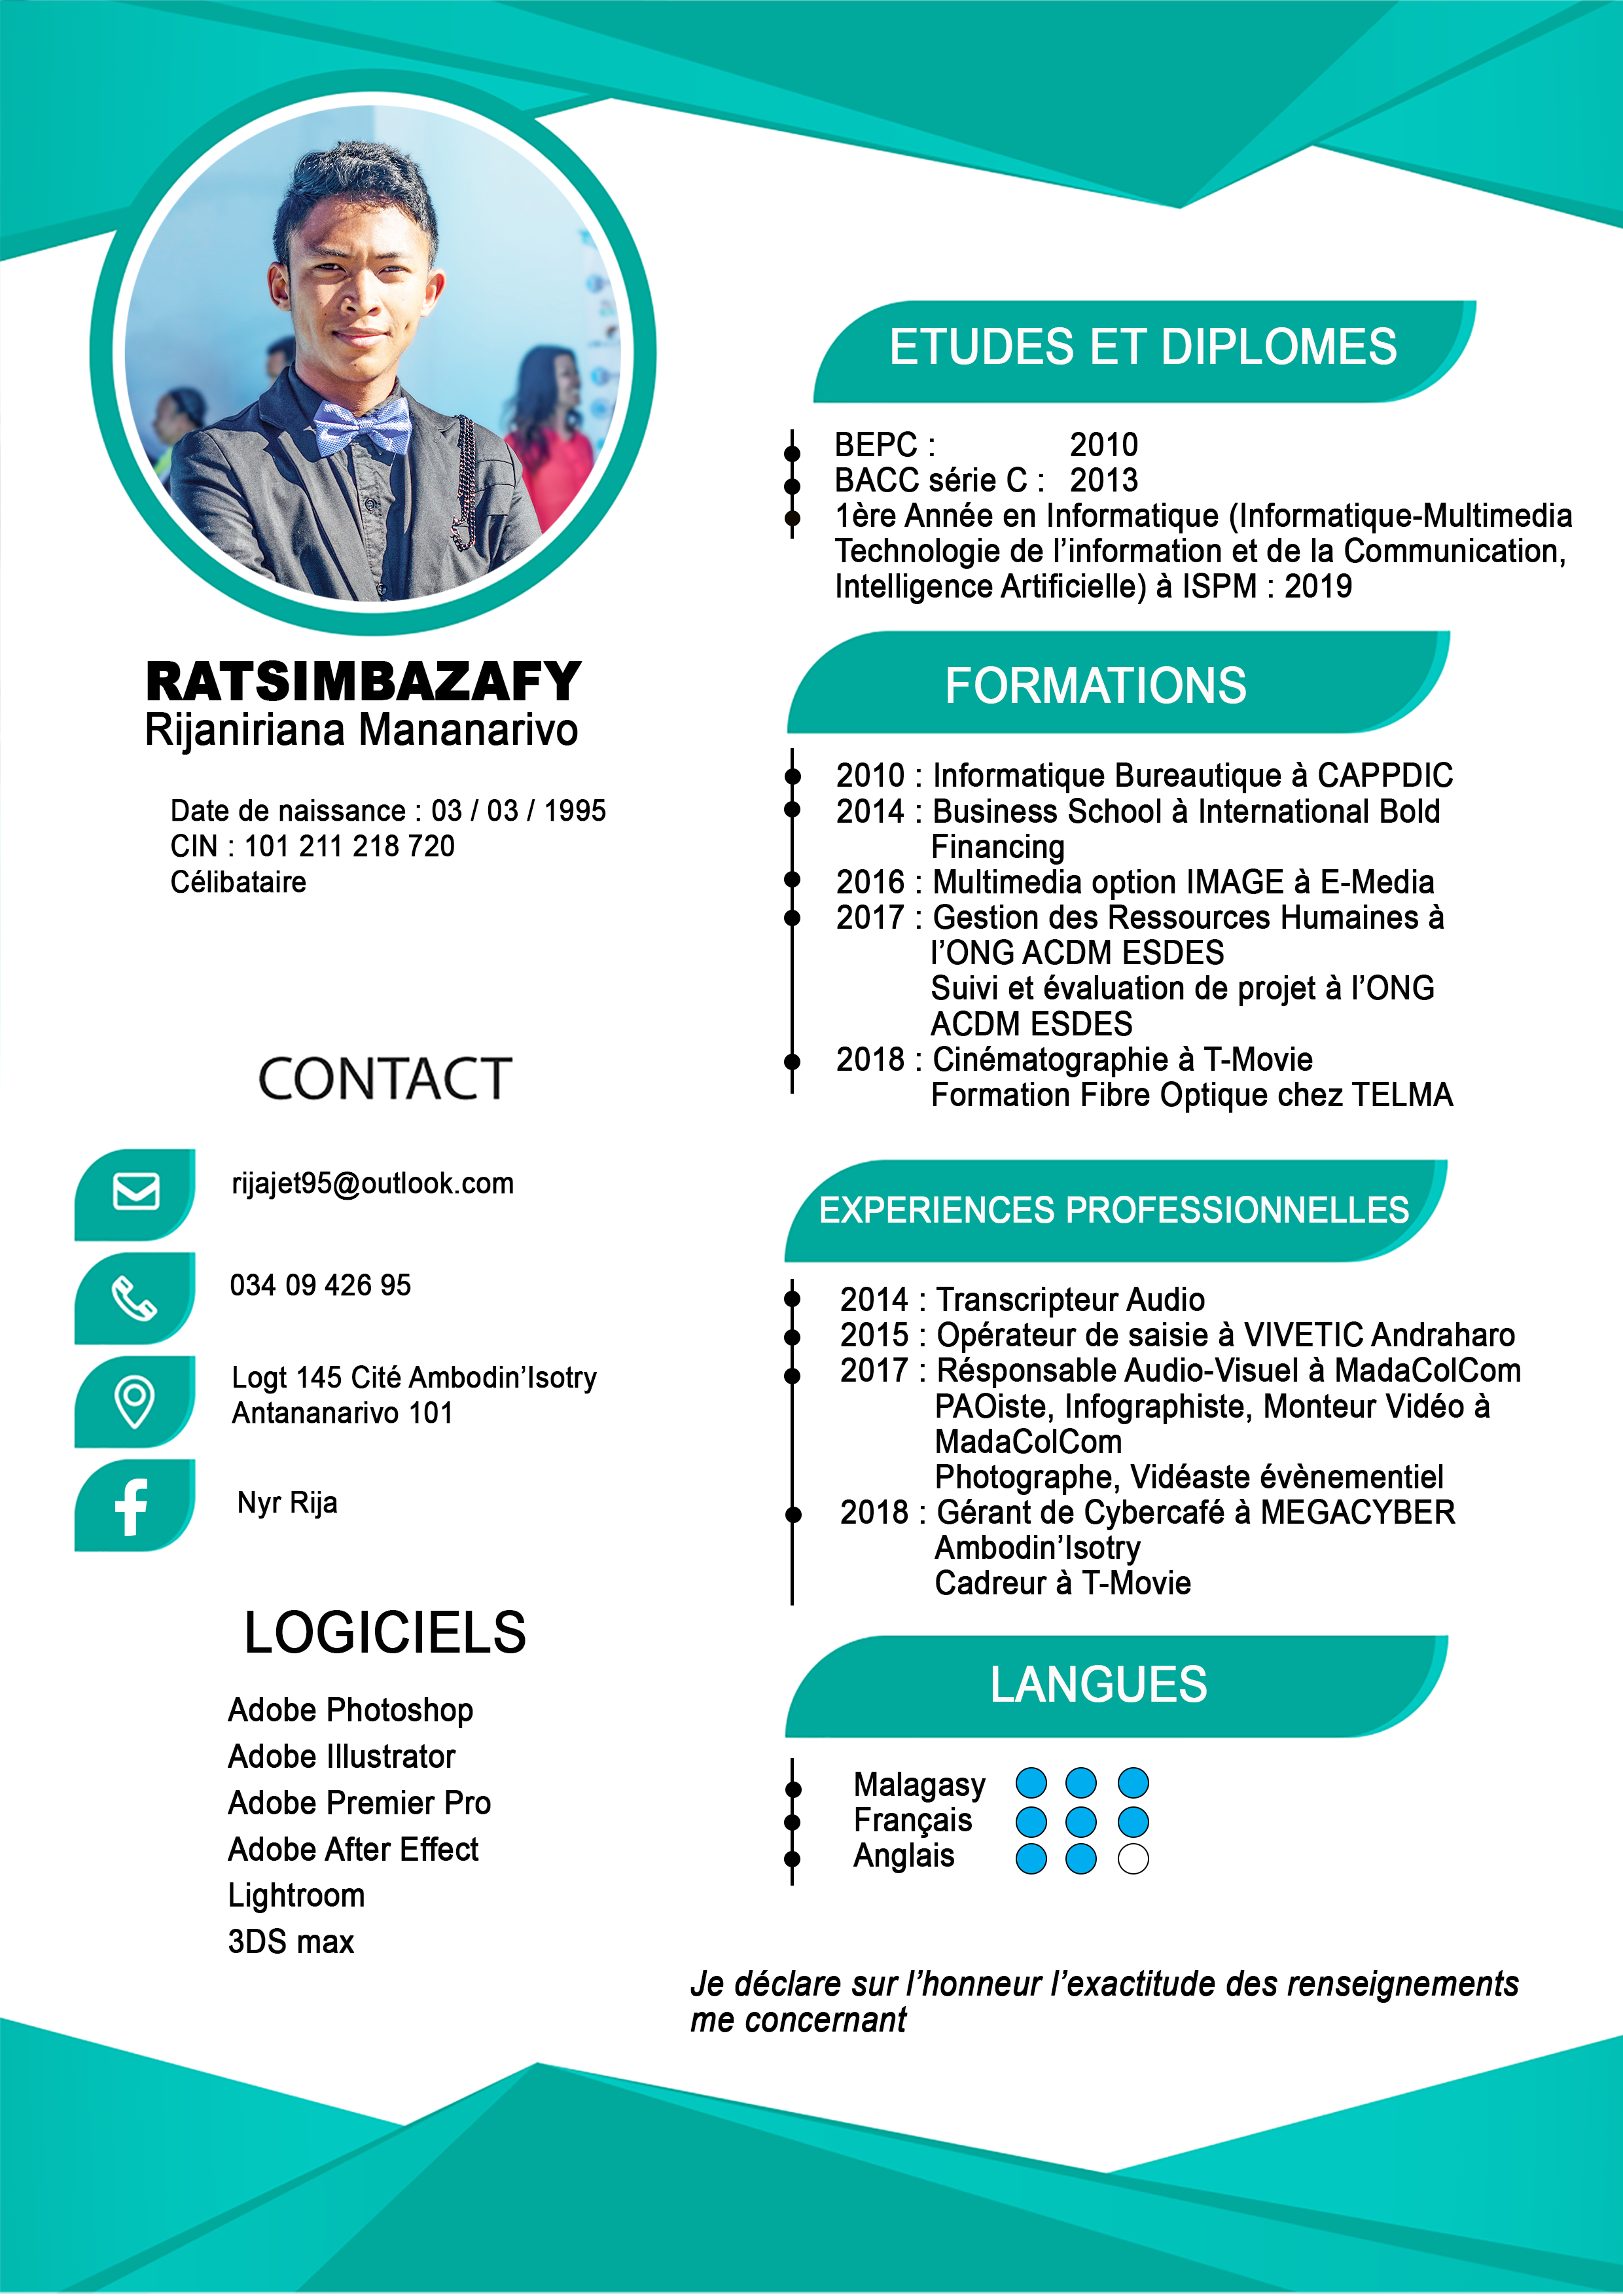 RATSIMBAZAFY
Rijaniriana Mananarivo
Date de naissance : 03 / 03 / 1995
CIN : 101 211 218 720
Célibataire
CONTACT
rijajet95@outlook.com
034 09 426 95
Logt 145 Cité Ambodin’Isotry
Antananarivo 101
Nyr Rija
LOGICIELS
Adobe Photoshop
Adobe Illustrator
Adobe Premier Pro
Adobe After Effect
Lightroom
3DS max
ETUDES ET DIPLOMES
BEPC : 2010
BACC série C : 2013
1ère Année en Informatique (Informatique-Multimedia
Technologie de l’information et de la Communication,
Intelligence Artificielle) à ISPM : 2019
FORMATIONS
2010 : Informatique Bureautique à CAPPDIC
2014 : Business School à International Bold
Financing
2016 : Multimedia option IMAGE à E-Media
2017 : Gestion des Ressources Humaines à
l’ONG ACDM ESDES
Suivi et évaluation de projet à l’ONG
ACDM ESDES
2018 : Cinématographie à T-Movie
Formation Fibre Optique chez TELMA
EXPERIENCES PROFESSIONNELLES
2014 : Transcripteur Audio
2015 : Opérateur de saisie à VIVETIC Andraharo
2017 : Résponsable Audio-Visuel à MadaColCom
PAOiste, Infographiste, Monteur Vidéo à
MadaColCom
Photographe, Vidéaste évènementiel
2018 : Gérant de Cybercafé à MEGACYBER
Ambodin’Isotry
Cadreur à T-Movie
LANGUES
Malagasy
Français
Anglais
Je déclare sur l’honneur l’exactitude des renseignements
me concernant